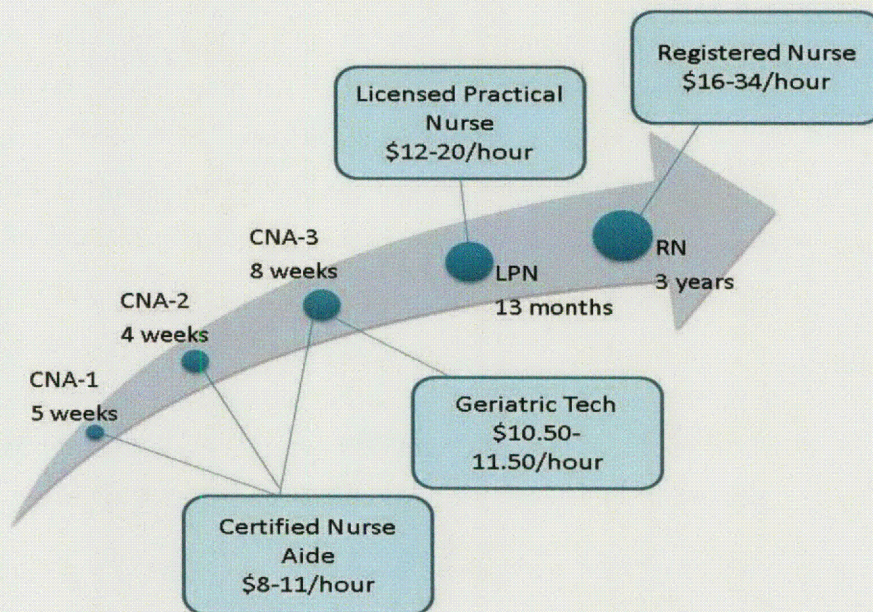 Registered Nurse
$16-34/hour
Licensed Practical
Nurse
$12-20/hour
CNA-3
8 weeks
RN
3 years
LPN
13 months
CNA-2
4 weeks
CNA-1
5 weeks
Geriatric Tech
$10.50-
11.50/hour
Certified Nurse
Aide
$8-11/hour